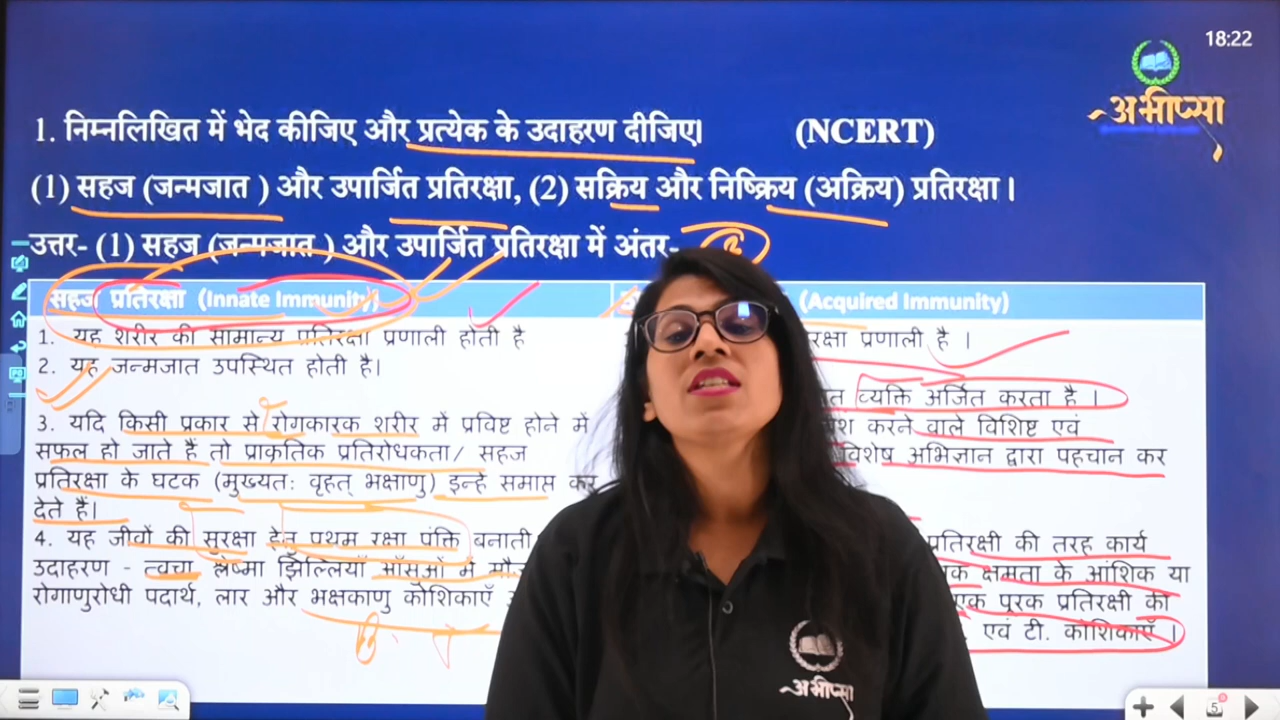 18:22
अभीप्सा
1. निम्नलिखित में भेद कीजिए और प्रत्येक के उदाहरण दीजिए। (NCERT)
(1) सहज (जन्मजात ) और उपार्जित प्रतिरक्षा, (2) सक्रिय और निष्क्रिय (अक्रिय) प्रतिरक्षा ।
उत्तर- (1) सहज (जन्मजात ) और उपार्जित प्रतिरक्षा में अंतर-
सहज प्रतिरक्षा (Innate Immunity)
1. यह शरीर की सामान्य प्रतिरक्षा प्रणाली होती है
2. यह जन्मजात उपस्थित होती है।
3. यदि किसी प्रकार से रोगकारक शरीर में प्रविष्ट होने में
सफल हो जाते हैं तो प्राकृतिक प्रतिरोधकता/ सहज
प्रतिरक्षा के घटक (मुख्यतः वृहत् भक्षाणु) इन्हे समाप्त कर
देते हैं।
4. यह जीवों की सुरक्षा हेतु प्रथम रक्षा पंक्ति बनाती
उदाहरण - त्वचा श्लेष्मा झिल्लियाँ आँसुओं में
रोगाणुरोधी पदार्थ, लार और भक्षकाणु कोशिकाएँ
(Acquired Immunity)
प्रणाली है ।
व्यक्ति अर्जित करता है ।
करने वाले विशिष्ट एवं
विशेष अभिज्ञान द्वारा पहचान कर
प्रतिरक्षी की तरह कार्य
क्षमता के आंशिक या
एक पूरक प्रतिरक्षी की
एवं टी. कोशिकाएँ ।
अभीप्सा
5